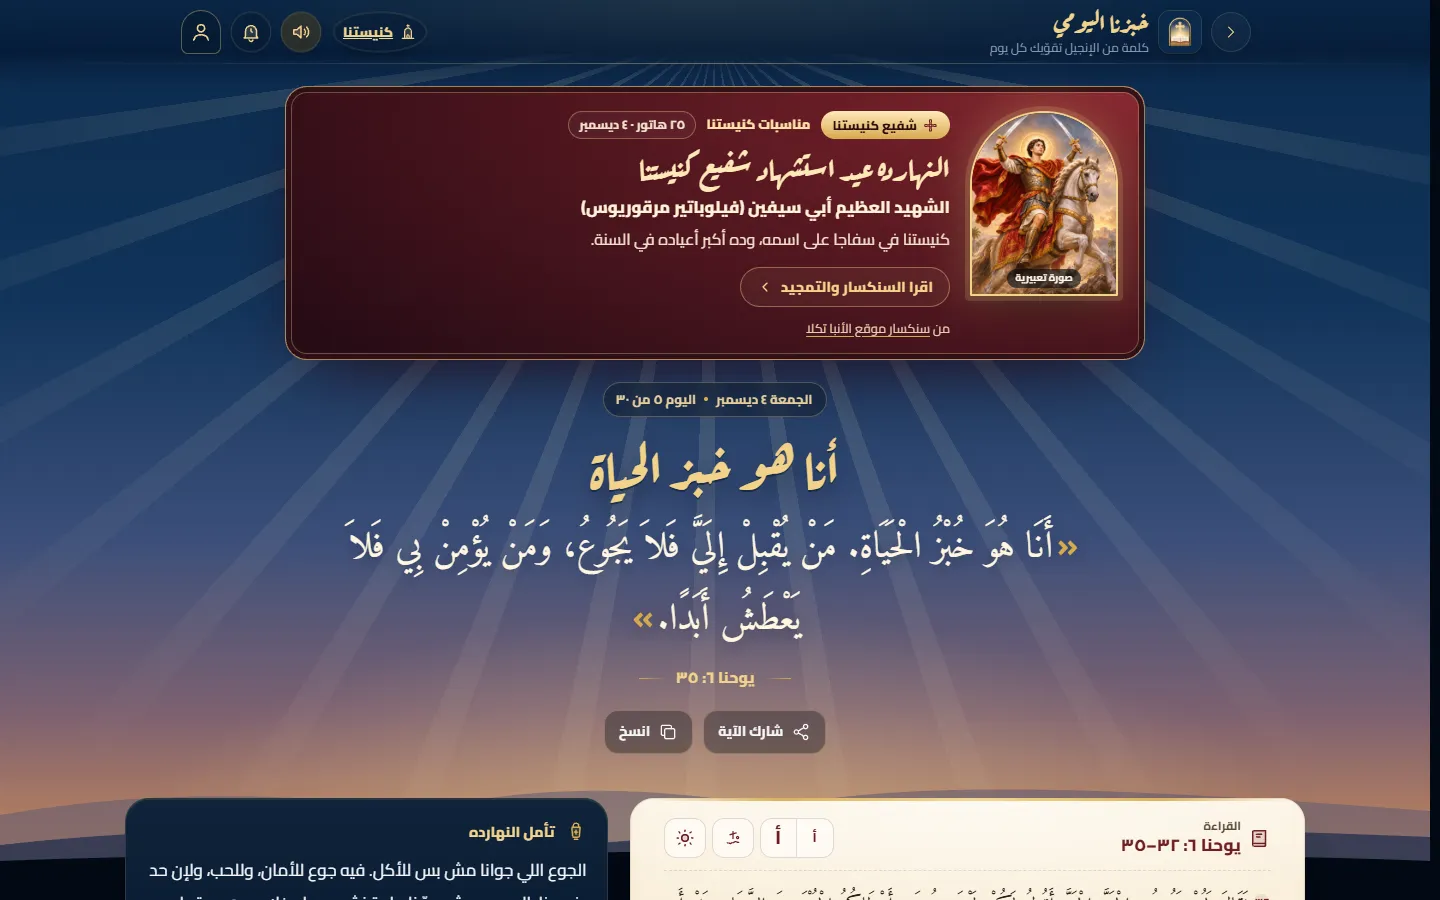 خبزنا اليومي
كلمة من الإنجيل تقوّيك كل يوم
كنيستنا
شفيع كنيستنا
مناسبات كنيستنا
٢٥ هاتور - ٤ ديسمبر
النهارده عيد استشهاد شفيع كنيستنا
الشهيد العظيم أبي سيفين (فيلوباتير مرقوريوس)
كنيستنا في سفاجا على اسمه، وده أكبر أعياده في السنة.
صورة تعبيرية
اقرا السنكسار والتمجيد
من سنكسار موقع الأنبا تكلا
الجمعة ٤ ديسمبر • اليوم ٥ من ٣٠
أنا هو خبز الحياة
«أَنَا هُوَ خُبْزُ الْحَيَاةِ. مَنْ يُقْبِلْ إِلَيَّ فَلاَ يَجُوعُ، وَمَنْ يُؤْمِنْ بِي فَلاَ
يَعْطَشُ أَبَدًا.»
يوحنا ٦: ٣٥
شارك الآية
انسخ
القراءة
يوحنا ٦: ٣٢–٣٥
أ
أ
تأمل النهارده
الجوع اللي جوانا مش بس للأكل. فيه جوع للأمان، وللحب، ولإن حد